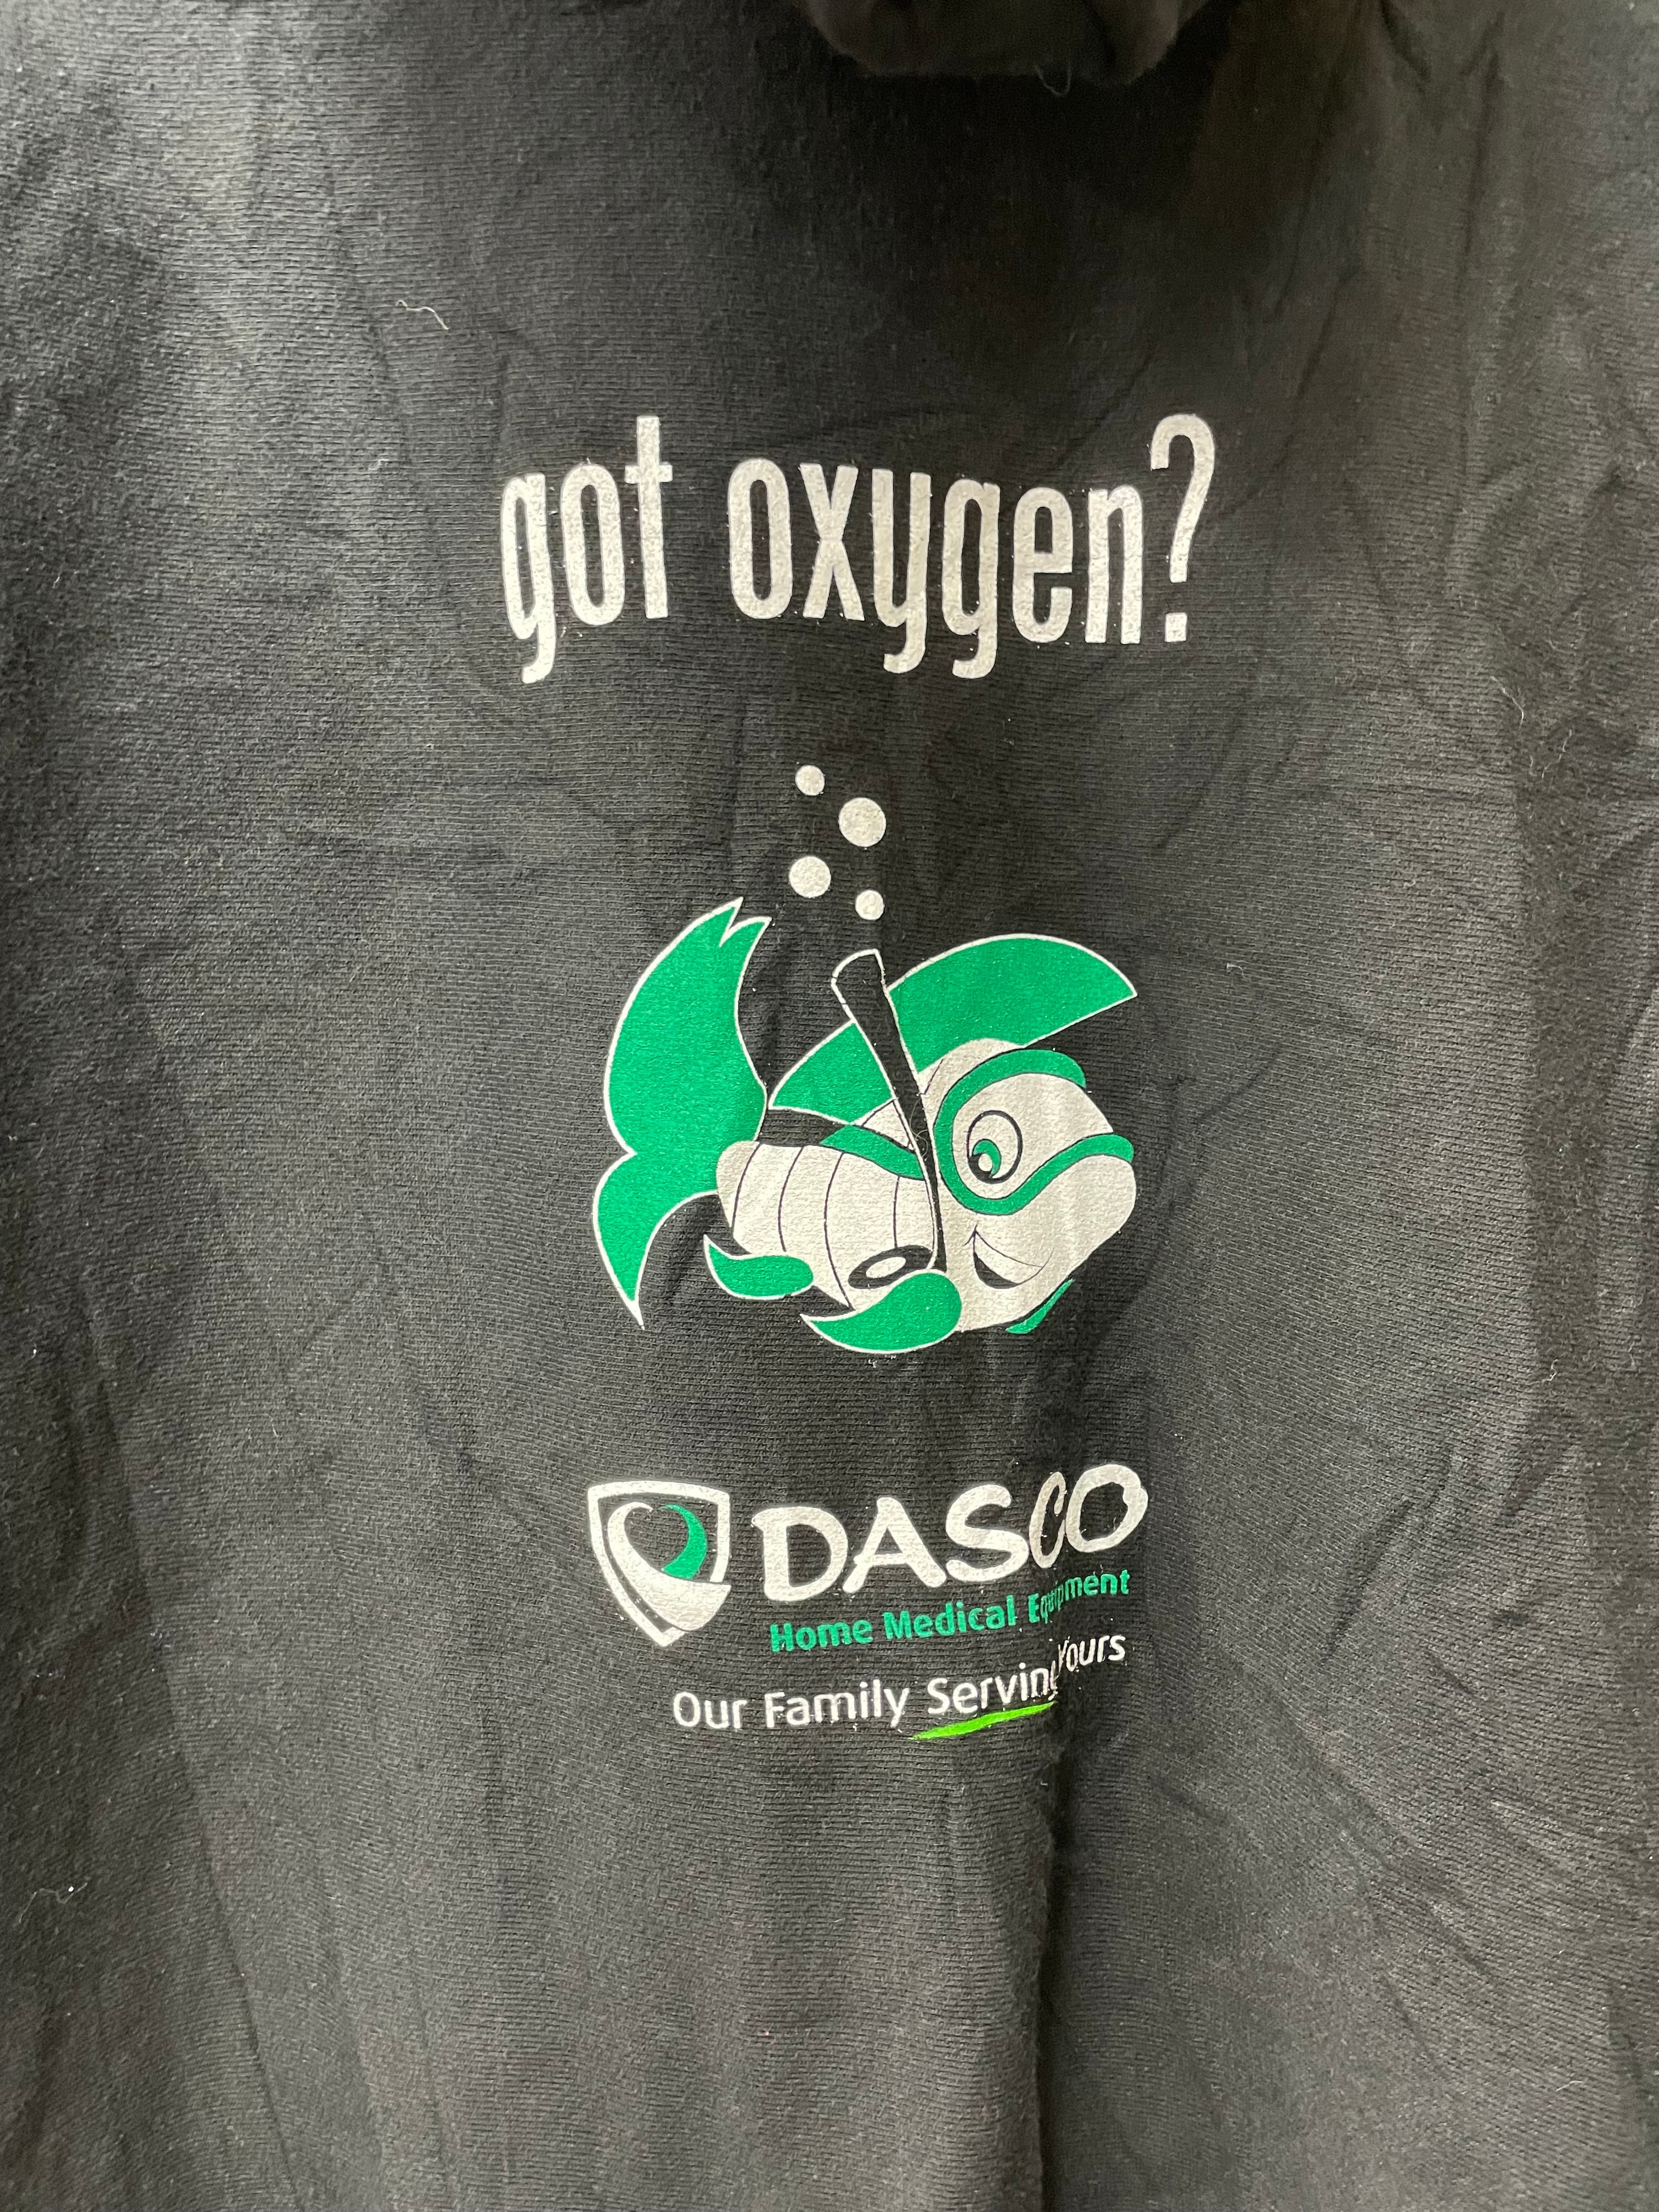 got oxygen?
DASCO
Home Medical Equipment
Our Family Serving Yours